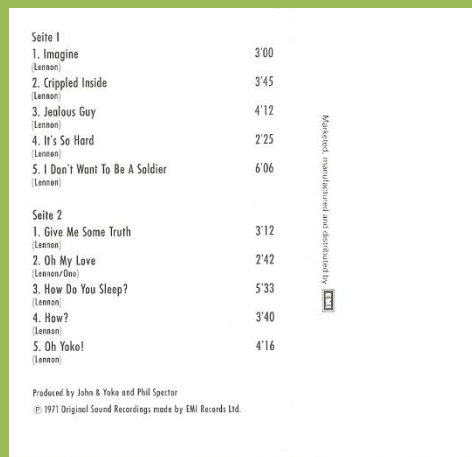 Seite 1
1. Imagine 3'00
(Lennon)
2. Crippled Inside 3'45
(Lennon)
3. Jealous Guy 4'12
(Lennon)
4. It's So Hard 2'25
(Lennon)
5. I Don't Want To Be A Soldier 6'06
(Lennon)
Seite 2
1. Give Me Some Truth 3'12
(Lennon)
2. Oh My Love 2'42
(Lennon/Ono)
3. How Do You Sleep? 5'33
(Lennon)
4. How? 3'40
(Lennon)
5. Oh Yoko! 4'16
(Lennon)
Produced by John & Yoko and Phil Spector
Ⓟ 1971 Original Sound Recordings made by EMI Records Ltd.
Marketed, manufactured and distributed by EMI